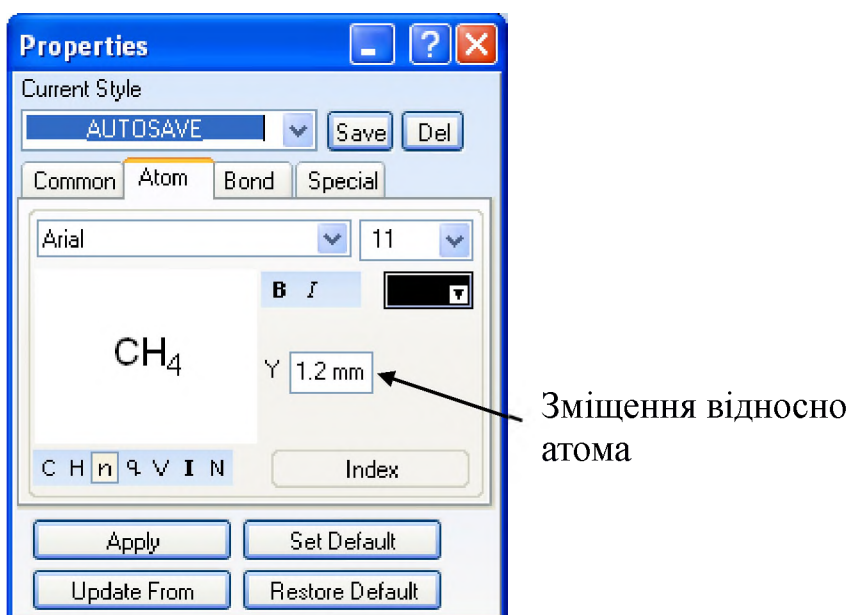 Properties
Current Style
AUTOSAVE Save Del
Common Atom Bond Special
Arial 11
B I
CH₄
Y 1.2 mm
Зміщення відносно
атома
C H n q V I N Index
Apply Set Default
Update From Restore Default